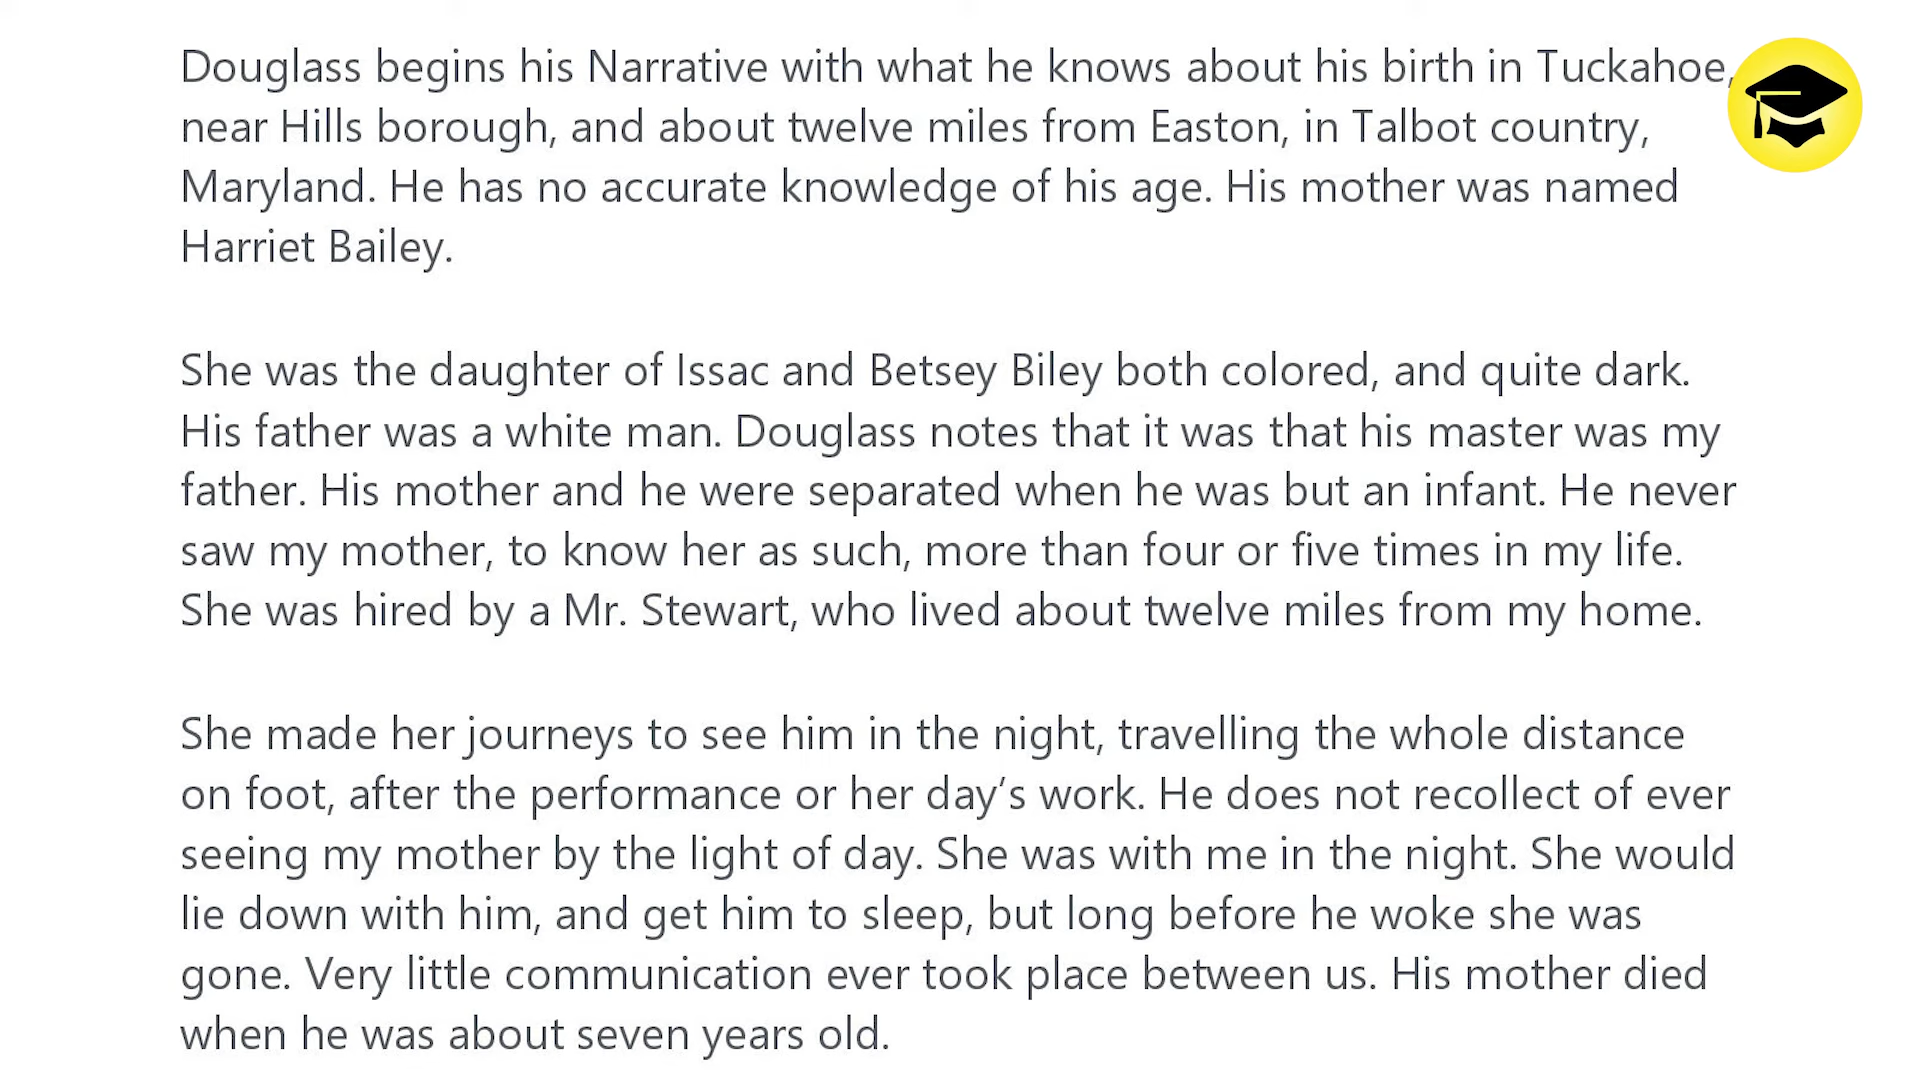 Douglass begins his Narrative with what he knows about his birth in Tuckahoe,
near Hills borough, and about twelve miles from Easton, in Talbot country,
Maryland. He has no accurate knowledge of his age. His mother was named
Harriet Bailey.
She was the daughter of Issac and Betsey Biley both colored, and quite dark.
His father was a white man. Douglass notes that it was that his master was my
father. His mother and he were separated when he was but an infant. He never
saw my mother, to know her as such, more than four or five times in my life.
She was hired by a Mr. Stewart, who lived about twelve miles from my home.
She made her journeys to see him in the night, travelling the whole distance
on foot, after the performance or her day’s work. He does not recollect of ever
seeing my mother by the light of day. She was with me in the night. She would
lie down with him, and get him to sleep, but long before he woke she was
gone. Very little communication ever took place between us. His mother died
when he was about seven years old.